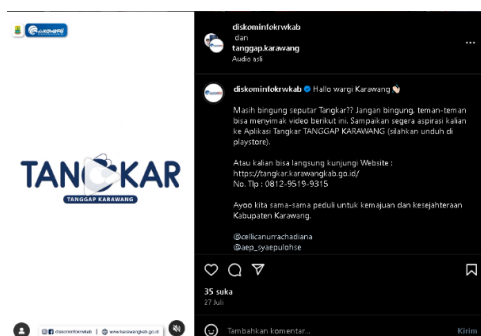 diskominfokrwkab
dan
tanggap.karawang
Audio asli
diskominfokrwkab Hallo wargi Karawang
Masih bingung seputar Tangkar?? Jangan bingung, teman-teman
bisa menyimak video berikut ini. Sampaikan segera aspirasi kalian
ke Aplikasi Tangkar TANGGAP KARAWANG (silahkan unduh di
playstore).
Atau kalian bisa langsung kunjungi Website :
https://tangkar.karawangkab.go.id/
No. Tlp : 0812-9519-9315
Ayoo kita sama-sama peduli untuk kemajuan dan kesejahteraan
Kabupaten Karawang.
@cellicanurrachadiana
@aep_syaepulohse
TANGKAR
TANGGAP KARAWANG
35 suka
27 Juli
diskominfokrwkab | www.karawangkab.go.id
Tambahkan komentar...
Kirim